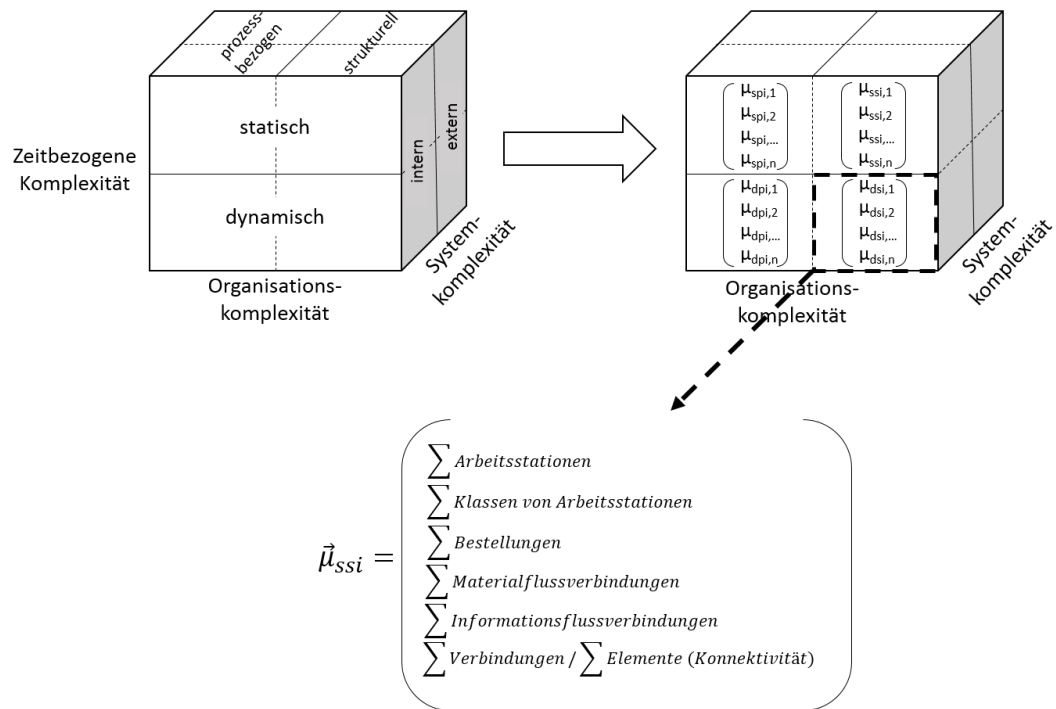 prozess-
bezogen
strukturell
statisch
dynamisch
intern
extern
Zeitbezogene
Komplexität
Organisations-
komplexität
System-
komplexität
μspi,1
μspi,2
μspi,...
μspi,n
μssi,1
μssi,2
μssi,...
μssi,n
μdpi,1
μdpi,2
μdpi,...
μdpi,n
μdsi,1
μdsi,2
μdsi,...
μdsi,n
Organisations-
komplexität
System-
komplexität
μ⃗ssi =
∑ Arbeitsstationen
∑ Klassen von Arbeitsstationen
∑ Bestellungen
∑ Materialflussverbindungen
∑ Informationsflussverbindungen
∑ Verbindungen / ∑ Elemente (Konnektivität)